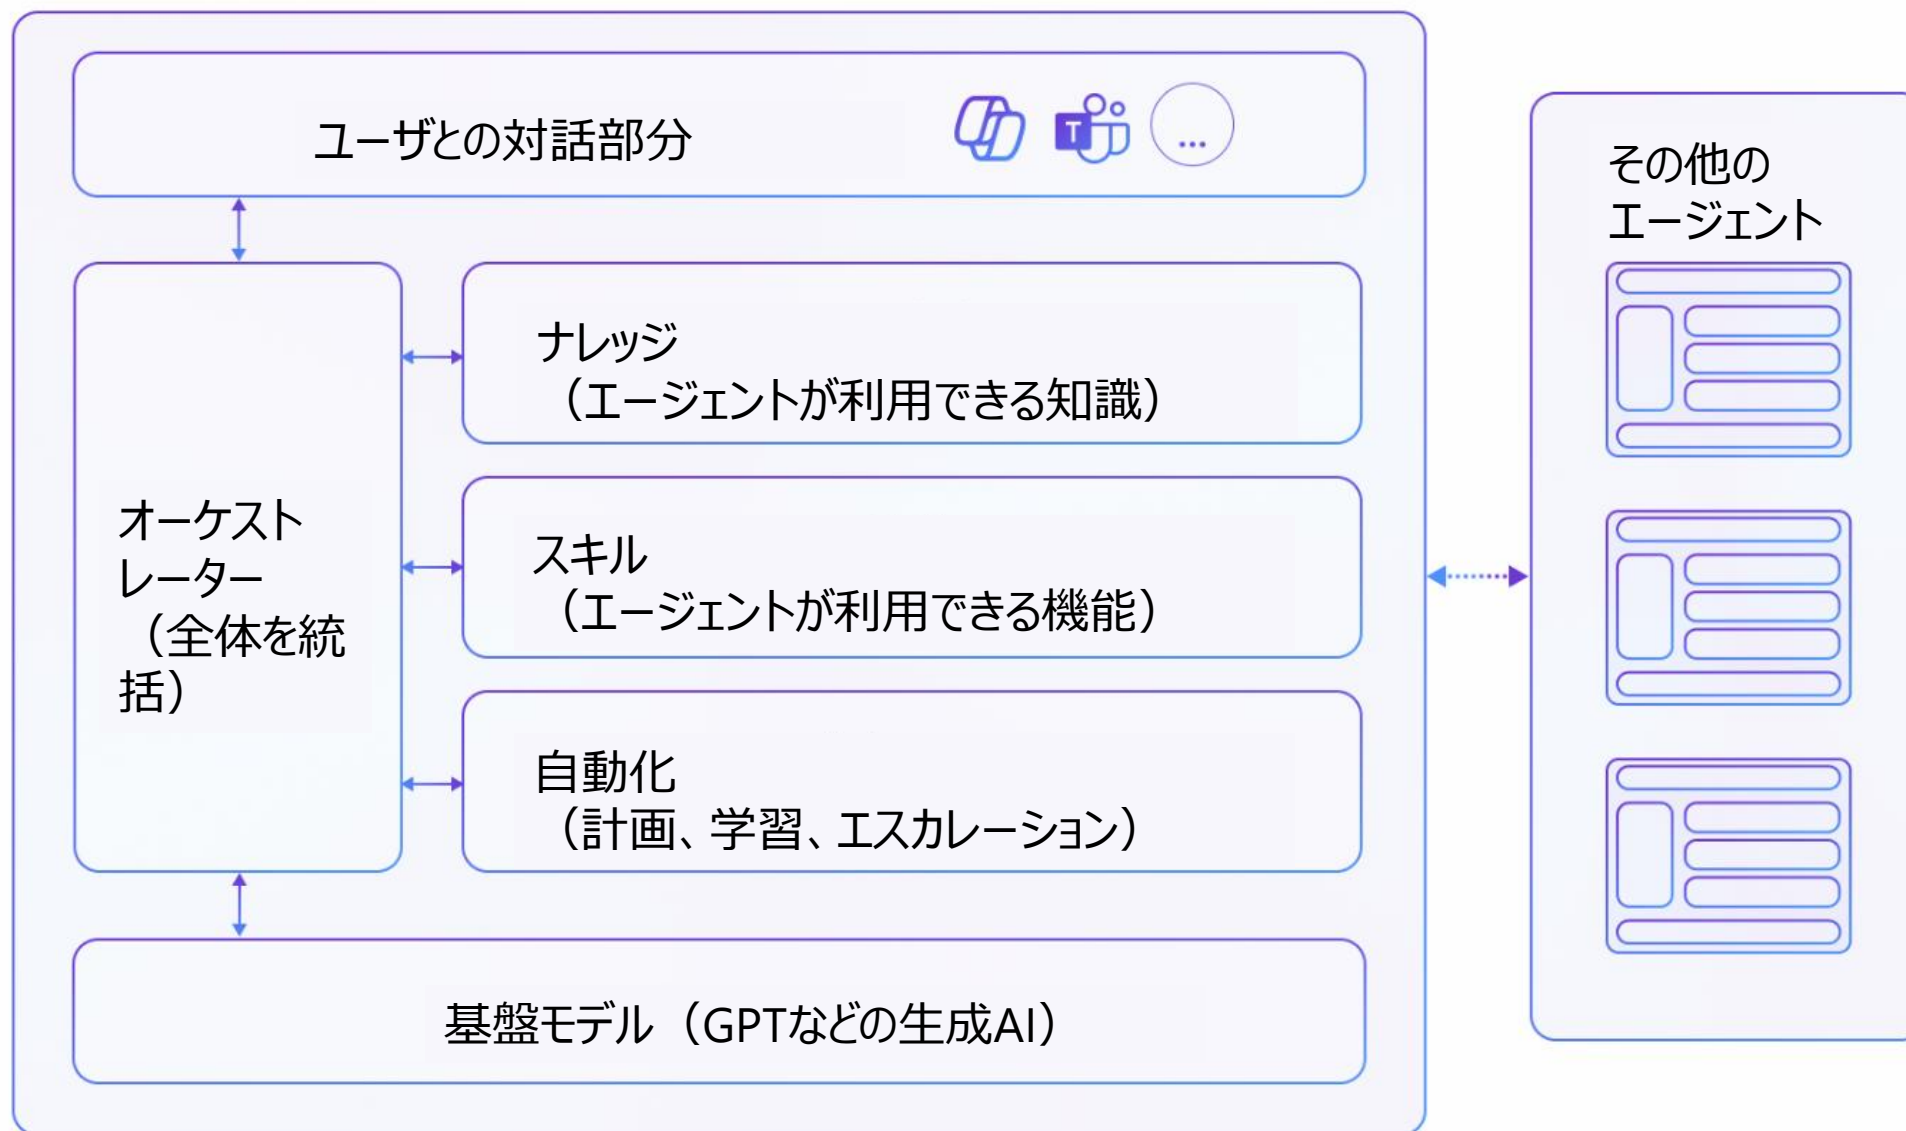 ユーザとの対話部分
T
...
その他の
エージェント
ナレッジ
（エージェントが利用できる知識）
オーケスト
レーター
（全体を統
括）
スキル
（エージェントが利用できる機能）
自動化
（計画、学習、エスカレーション）
基盤モデル（GPTなどの生成AI）